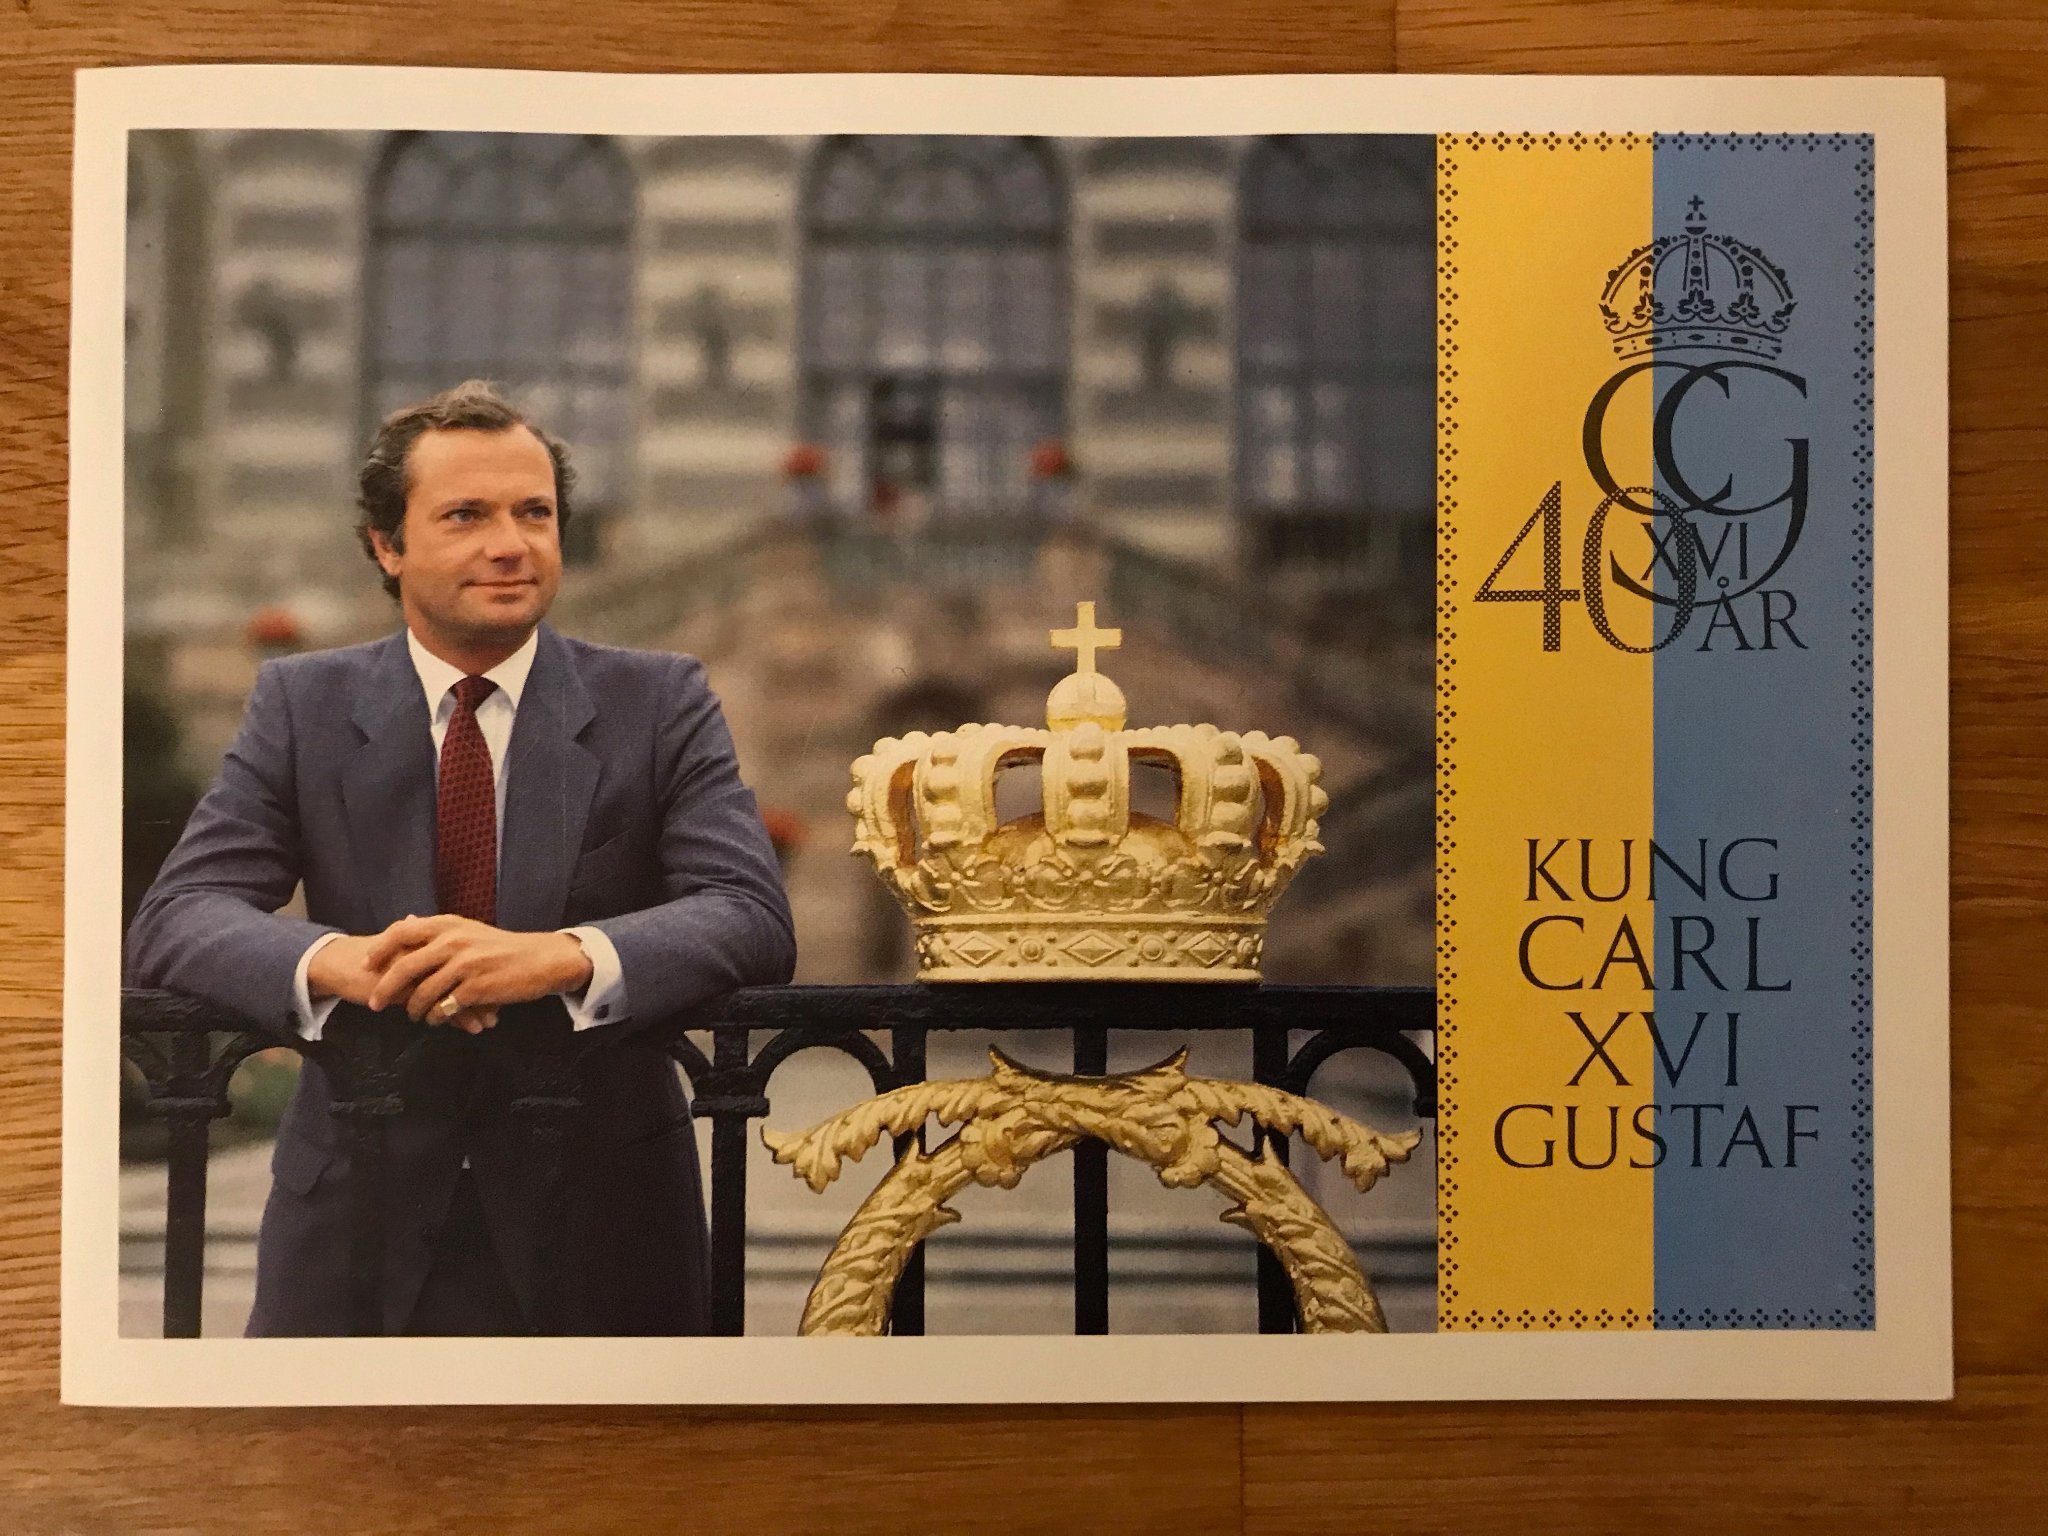 CG
XVI
40 ÅR
KUNG
CARL
XVI
GUSTAF